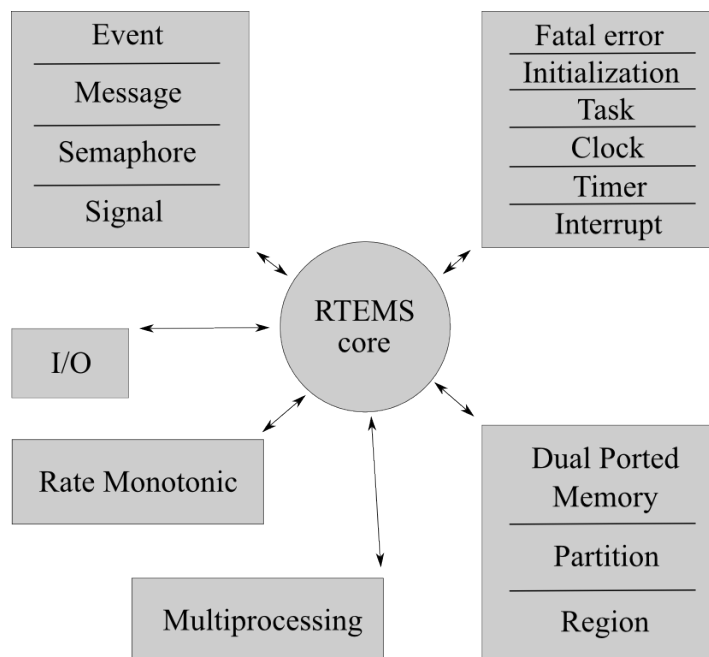 Event
Message
Semaphore
Signal
Fatal error
Initialization
Task
Clock
Timer
Interrupt
RTEMS
core
I/O
Rate Monotonic
Multiprocessing
Dual Ported
Memory
Partition
Region